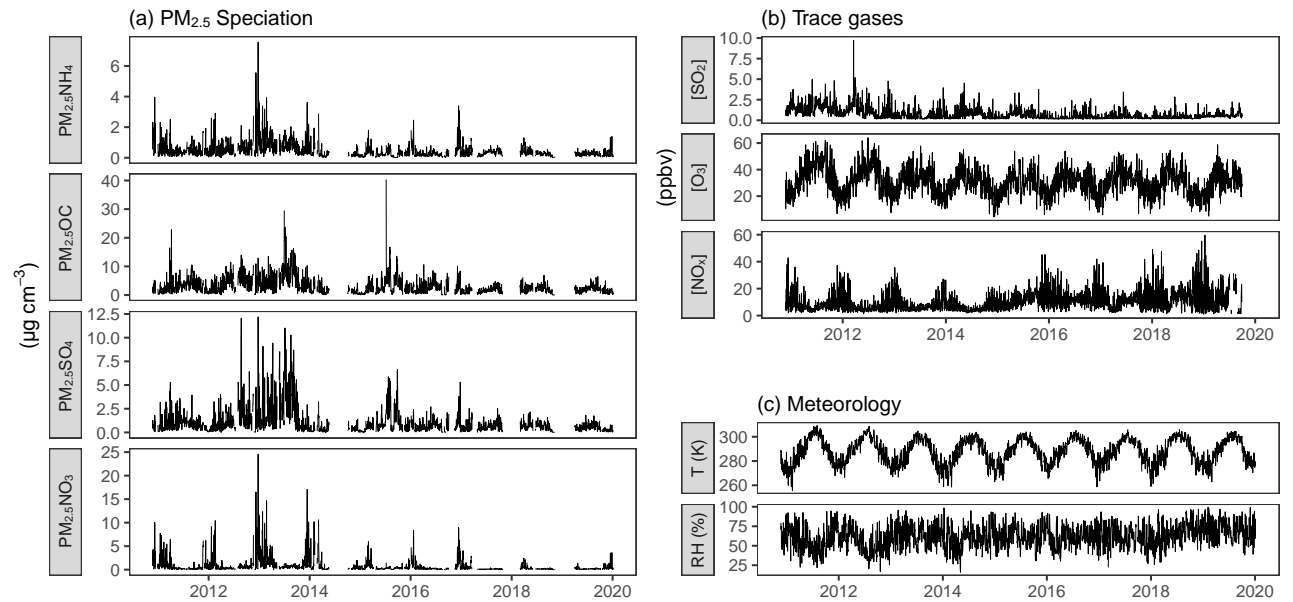 (a) PM₂.₅ Speciation
(µg cm⁻³)
PM₂.₅NH₄
6
4
2
0
PM₂.₅OC
40
30
20
10
0
PM₂.₅SO₄
12.5
10.0
7.5
5.0
2.5
0.0
PM₂.₅NO₃
25
20
15
10
5
0
2012 2014 2016 2018 2020
(b) Trace gases
(ppbv)
[SO₂]
10.0
7.5
5.0
2.5
0.0
[O₃]
60
40
20
[NOₓ]
60
40
20
0
2012 2014 2016 2018 2020
(c) Meteorology
T (K)
300
280
260
RH (%)
100
75
50
25
2012 2014 2016 2018 2020